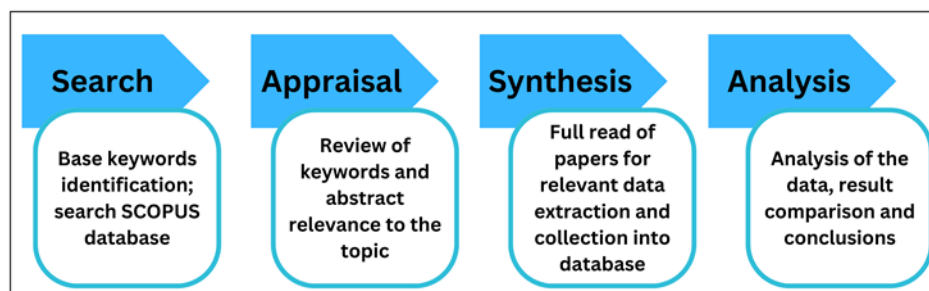 Search
Base keywords
identification;
search SCOPUS
database
Appraisal
Review of
keywords and
abstract
relevance to the
topic
Synthesis
Full read of
papers for
relevant data
extraction and
collection into
database
Analysis
Analysis of the
data, result
comparison and
conclusions